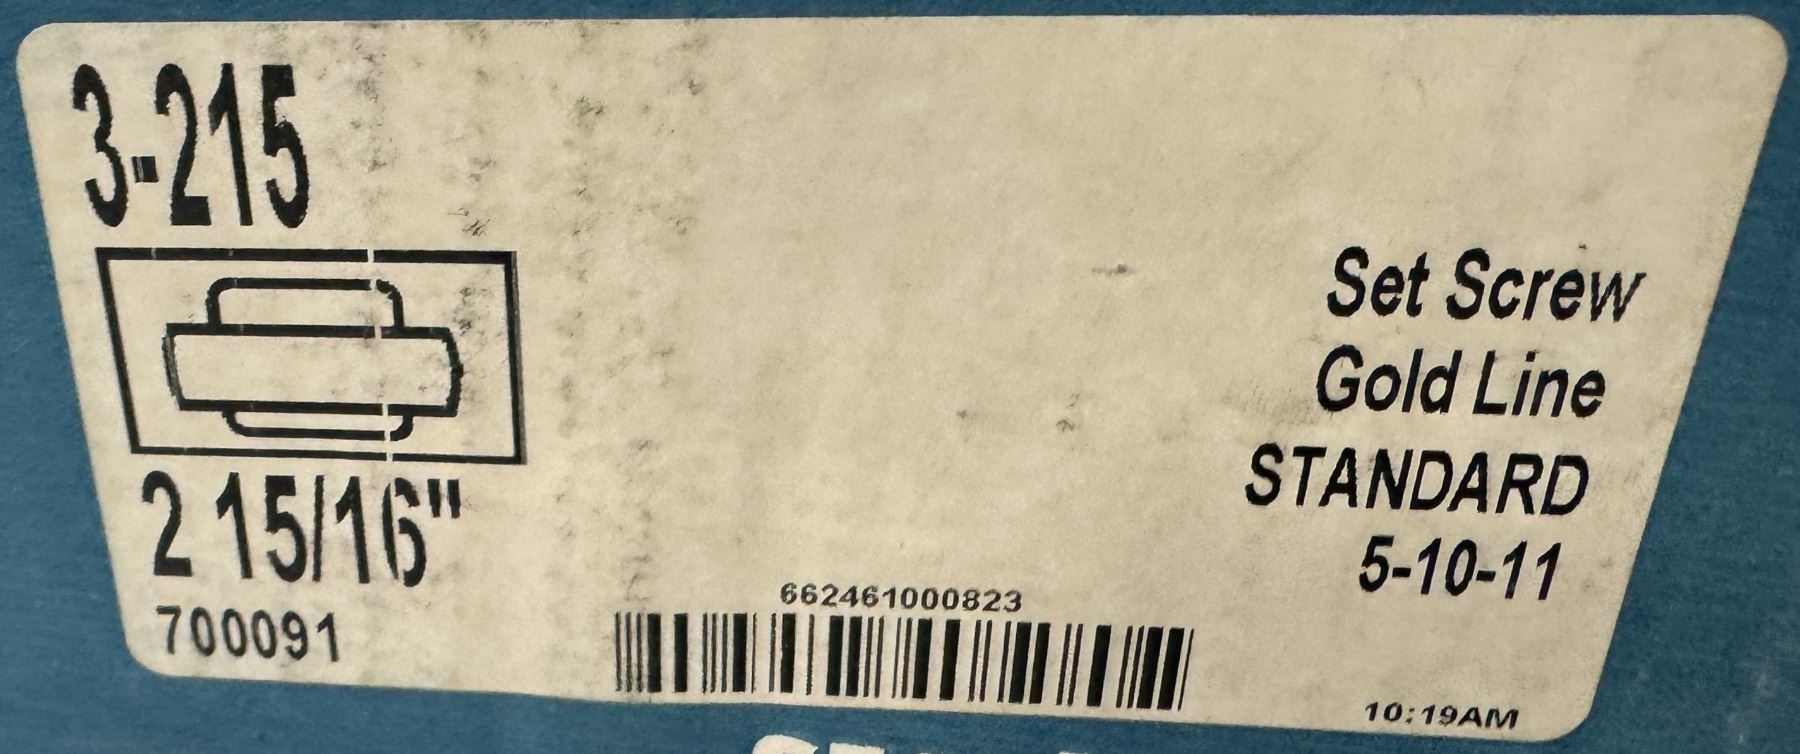 3-215
2 15/16"
700091
662461000823
Set Screw
Gold Line
STANDARD
5-10-11
10:19AM